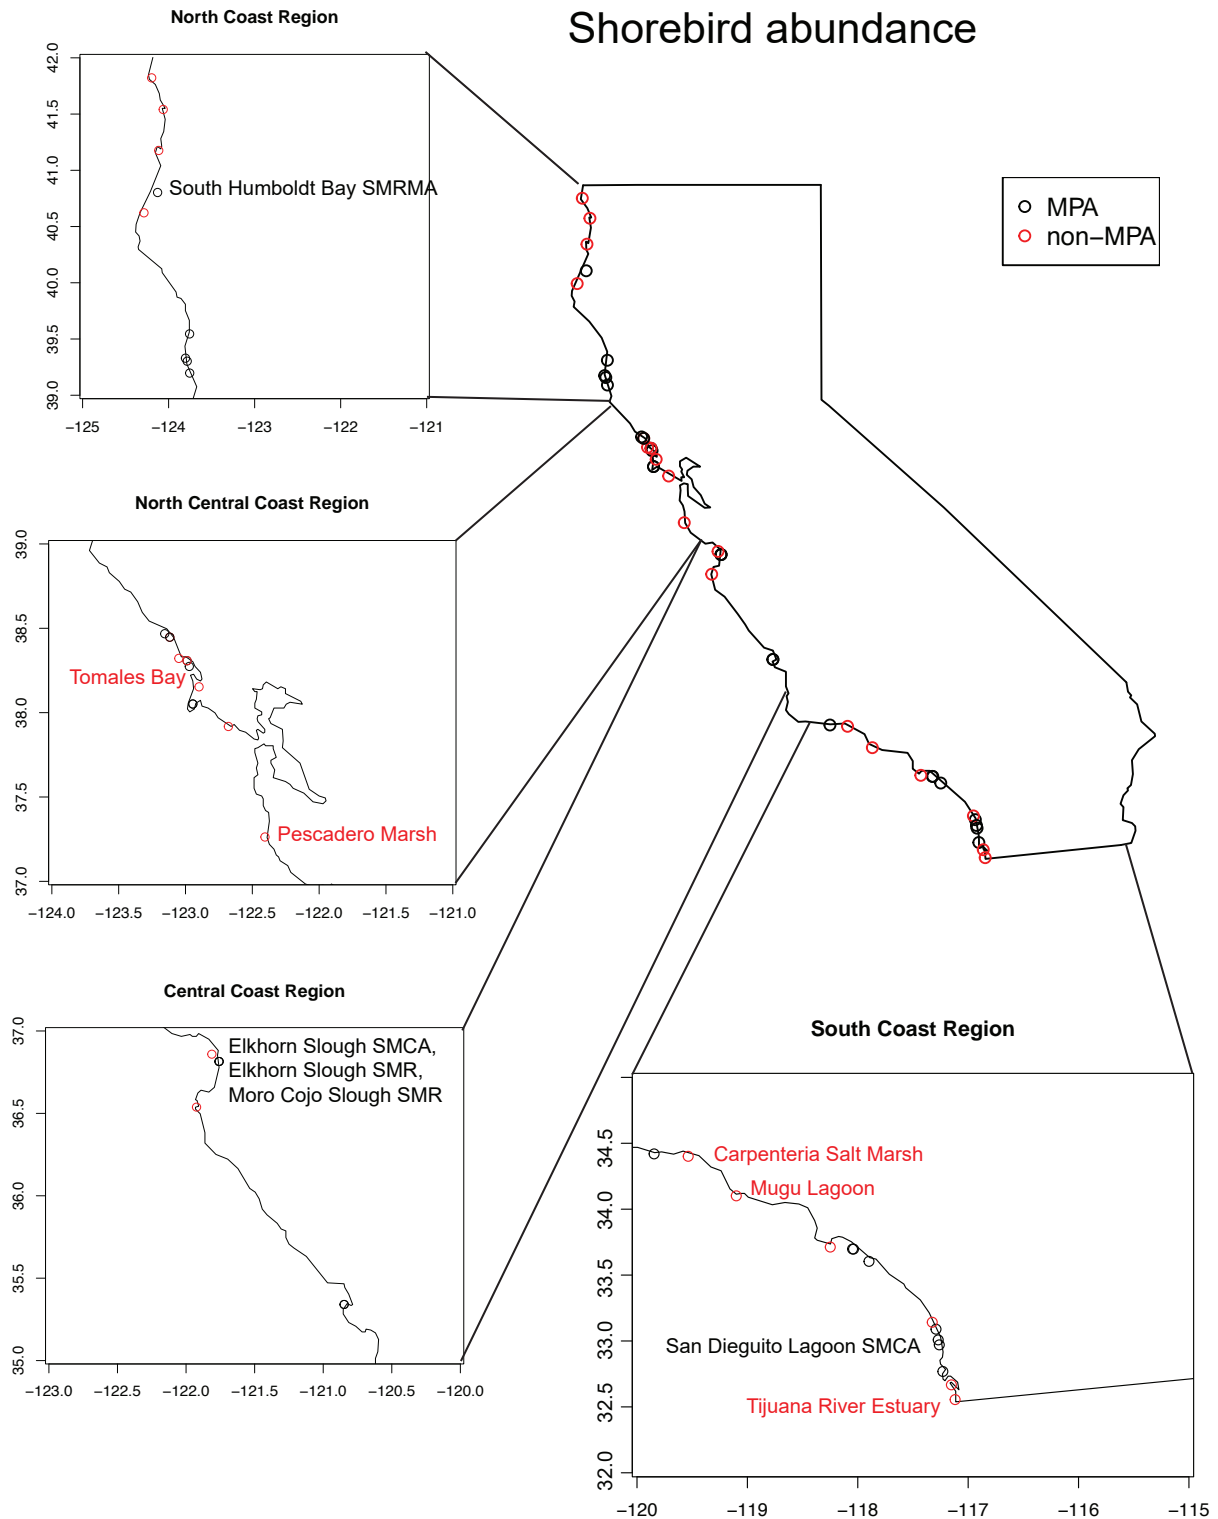 Shorebird abundance
North Coast Region
42.0
41.5
41.0
40.5
40.0
39.5
39.0
South Humboldt Bay SMRMA
−125 −124 −123 −122 −121
MPA
non−MPA
North Central Coast Region
39.0
38.5
38.0
37.5
37.0
Tomales Bay
Pescadero Marsh
−124.0 −123.5 −123.0 −122.5 −122.0 −121.5 −121.0
Central Coast Region
37.0
36.5
36.0
35.5
35.0
Elkhorn Slough SMCA,
Elkhorn Slough SMR,
Moro Cojo Slough SMR
−123.0 −122.5 −122.0 −121.5 −121.0 −120.5 −120.0
South Coast Region
34.5
34.0
33.5
33.0
32.5
32.0
Carpenteria Salt Marsh
Mugu Lagoon
San Dieguito Lagoon SMCA
Tijuana River Estuary
−120 −119 −118 −117 −116 −115